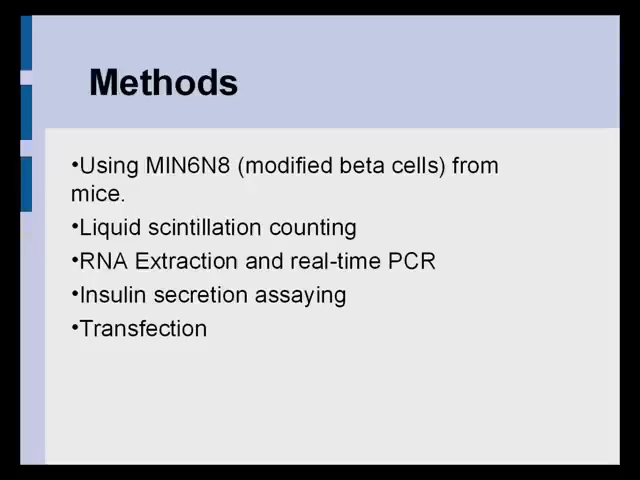 Methods
•Using MIN6N8 (modified beta cells) from
mice.
•Liquid scintillation counting
•RNA Extraction and real-time PCR
•Insulin secretion assaying
•Transfection